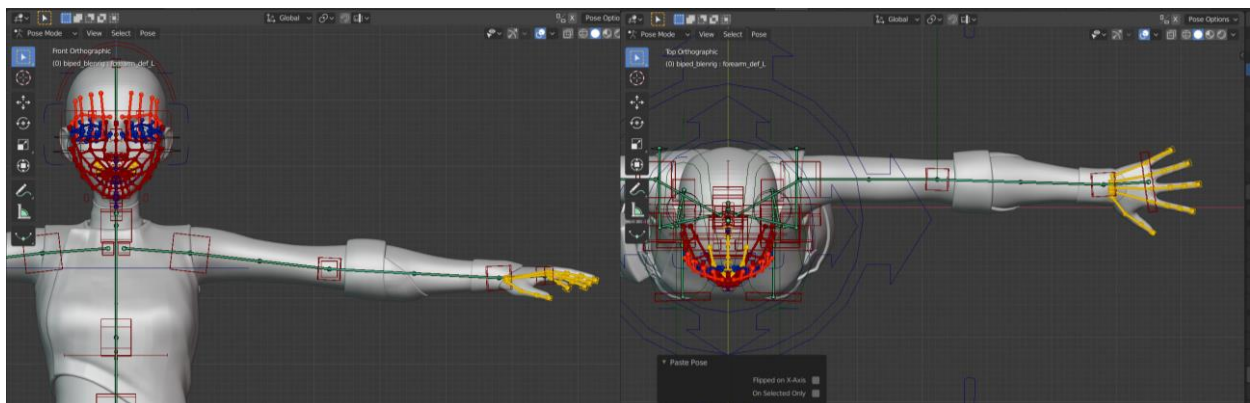 Global
Pose Options
Pose Mode
View
Select
Pose
Front Orthographic
(0) biped_blenrig : forearm_def_L
Global
Pose Options
Pose Mode
View
Select
Pose
Top Orthographic
(0) biped_blenrig : forearm_def_L
Paste Pose
Flipped on X-Axis
On Selected Only